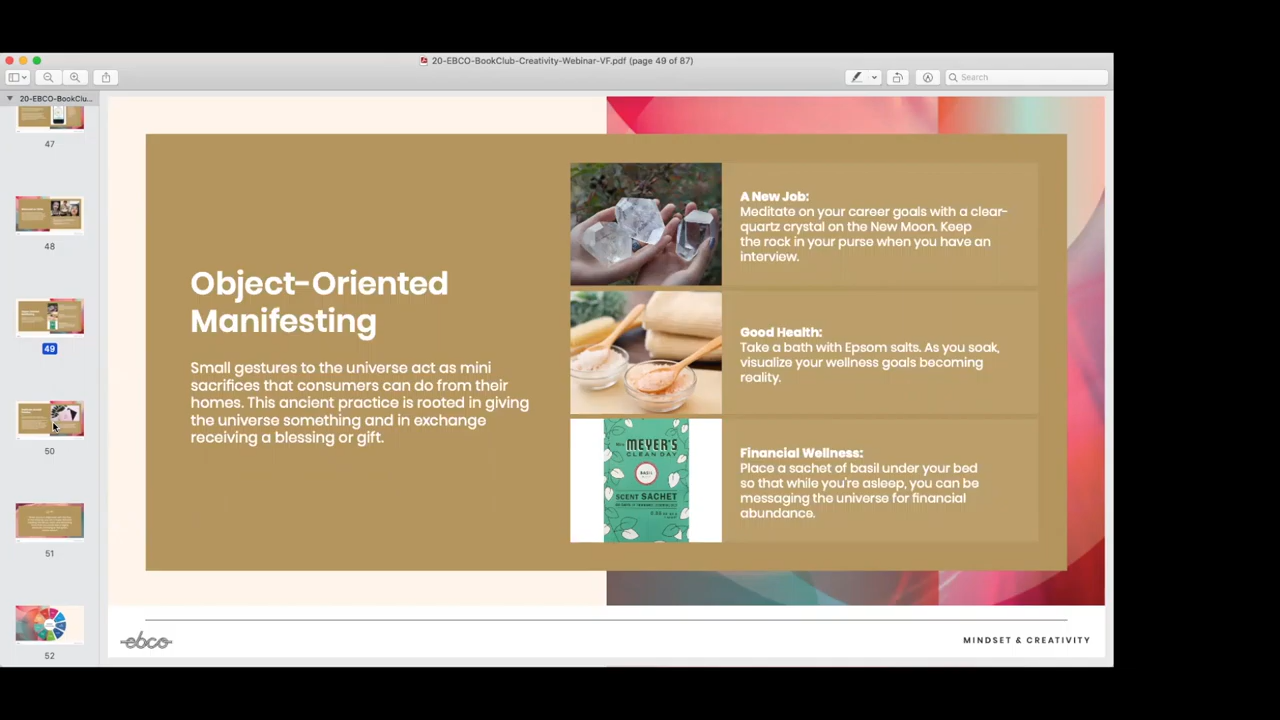 20-EBCO-BookClub-Creativity-Webinar-VF.pdf (page 49 of 87)
Search
20-EBCO-BookClu...
47
48
49
50
51
52
Object-Oriented
Manifesting
Small gestures to the universe act as mini
sacrifices that consumers can do from their
homes. This ancient practice is rooted in giving
the universe something and in exchange
receiving a blessing or gift.
A New Job:
Meditate on your career goals with a clear-
quartz crystal on the New Moon. Keep
the rock in your purse when you have an
interview.
Good Health:
Take a bath with Epsom salts. As you soak,
visualize your wellness goals becoming
reality.
MEYER'S
CLEAN DAY
BASIL
SCENT SACHET
Financial Wellness:
Place a sachet of basil under your bed
so that while you're asleep, you can be
messaging the universe for financial
abundance.
ebco
MINDSET & CREATIVITY